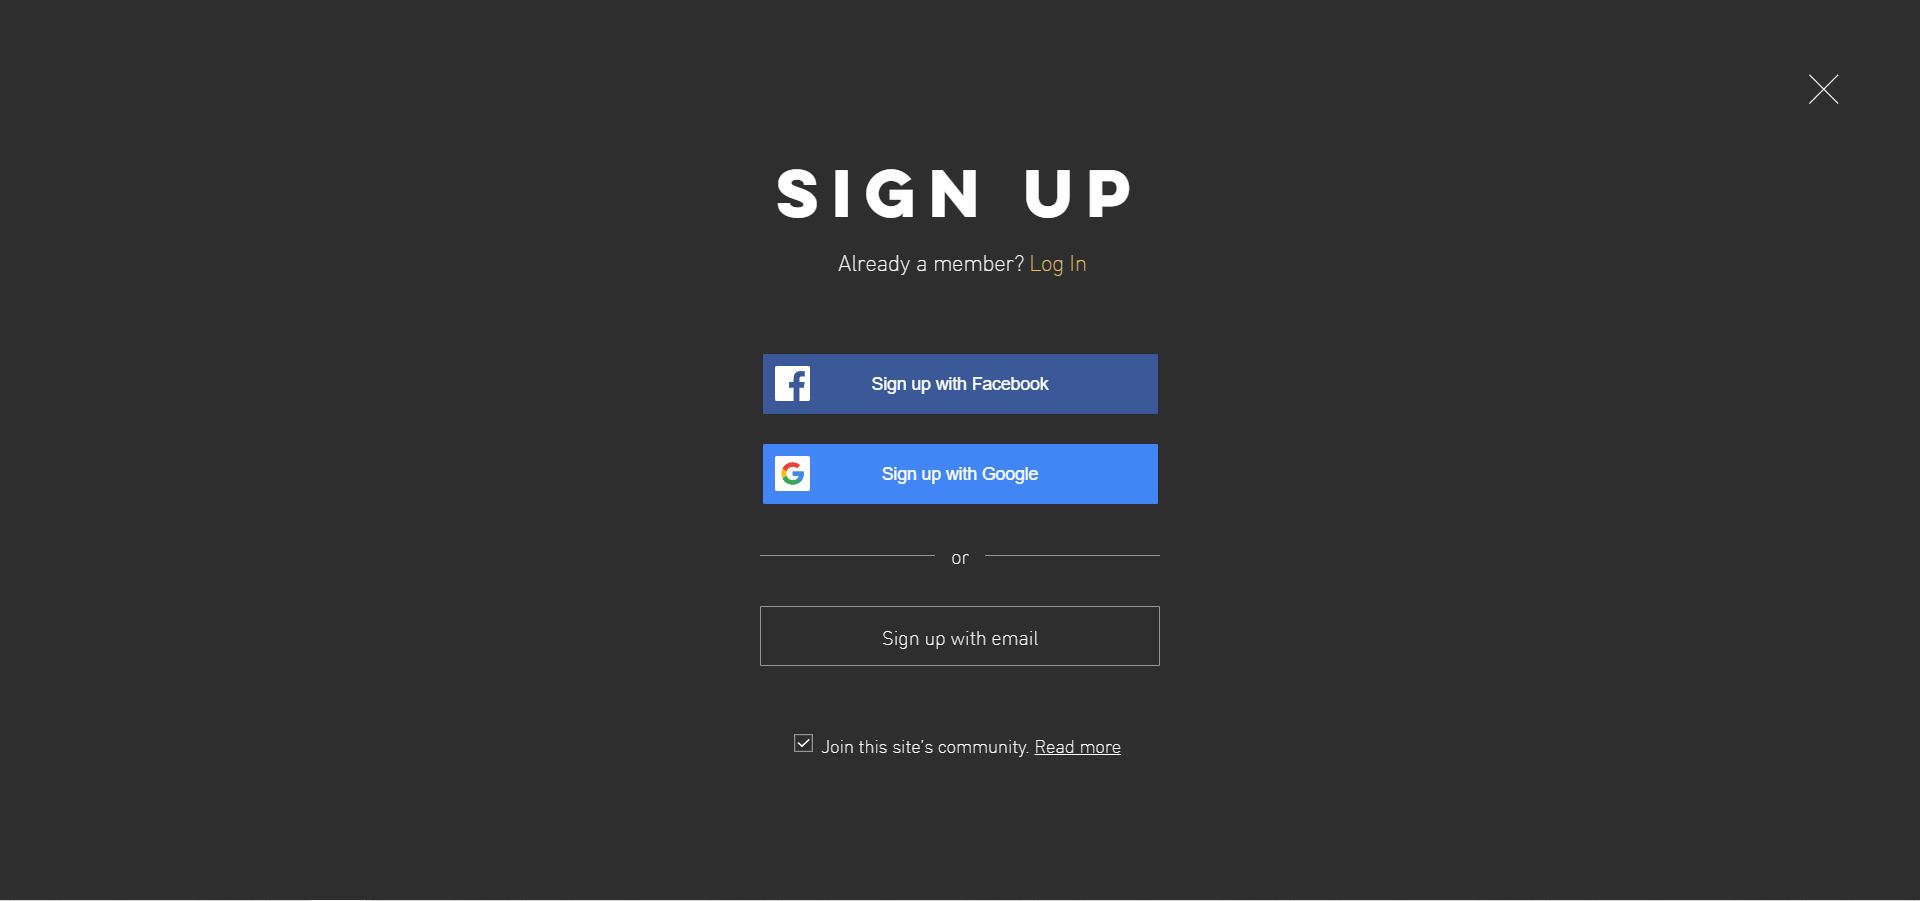 SIGN UP
Already a member? Log In
Sign up with Facebook
Sign up with Google
or
Sign up with email
Join this site's community. Read more